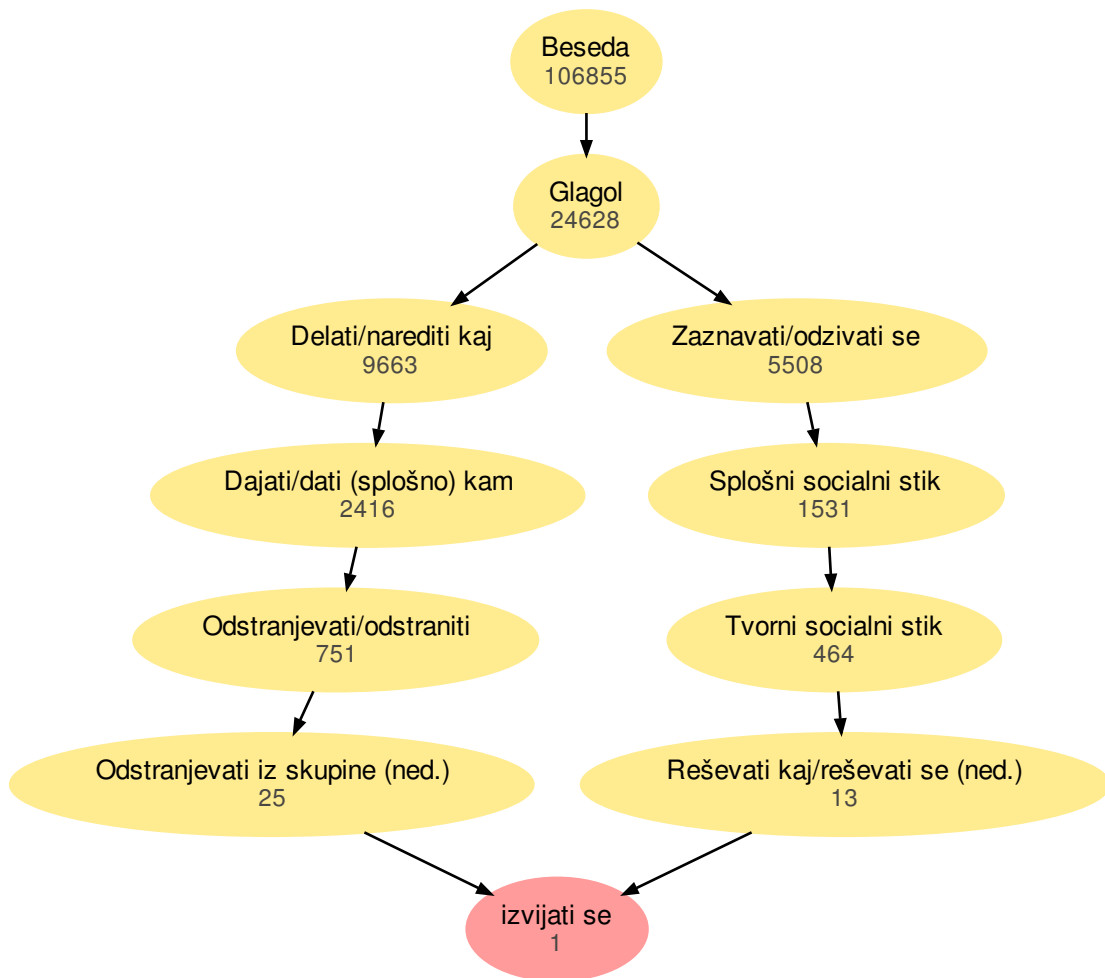 Beseda
106855
Glagol
24628
Delati/narediti kaj
9663
Zaznavati/odzivati se
5508
Dajati/dati (splošno) kam
2416
Splošni socialni stik
1531
Odstranjevati/odstraniti
751
Tvorni socialni stik
464
Odstranjevati iz skupine (ned.)
25
Reševati kaj/reševati se (ned.)
13
izvijati se
1